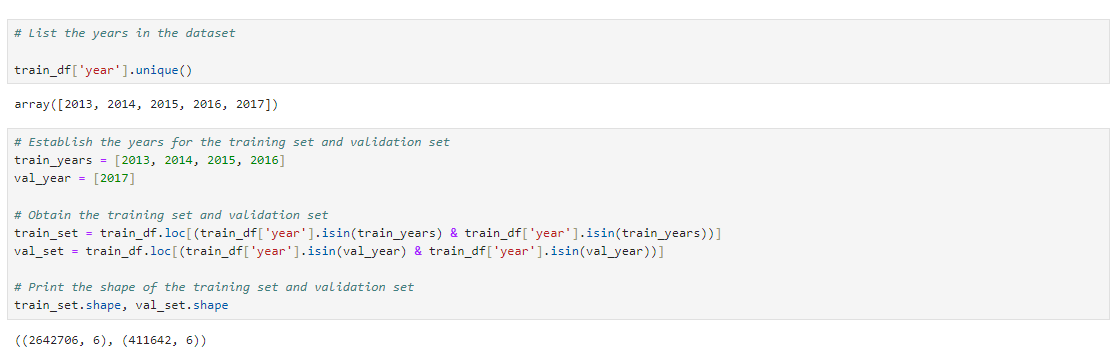 # List the years in the dataset
train_df['year'].unique()
array([2013, 2014, 2015, 2016, 2017])
# Establish the years for the training set and validation set
train_years = [2013, 2014, 2015, 2016]
val_year = [2017]
# Obtain the training set and validation set
train_set = train_df.loc[(train_df['year'].isin(train_years) & train_df['year'].isin(train_years))]
val_set = train_df.loc[(train_df['year'].isin(val_year) & train_df['year'].isin(val_year))]
# Print the shape of the training set and validation set
train_set.shape, val_set.shape
((2642706, 6), (411642, 6))